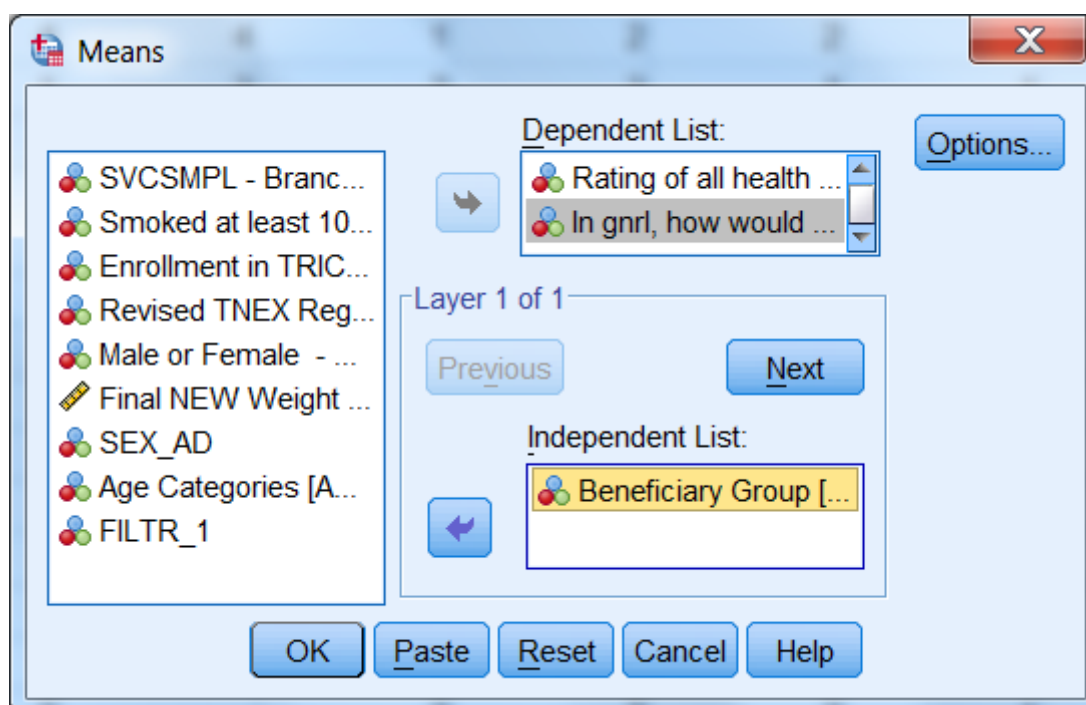 Means
Dependent List:
Options...
SVCSMPL - Branc...
Smoked at least 10...
Enrollment in TRIC...
Revised TNEX Reg...
Male or Female - ...
Final NEW Weight ...
SEX_AD
Age Categories [A...
FILTR_1
Rating of all health ...
In gnrl, how would ...
Layer 1 of 1
Previous
Next
Independent List:
Beneficiary Group [...
OK
Paste
Reset
Cancel
Help